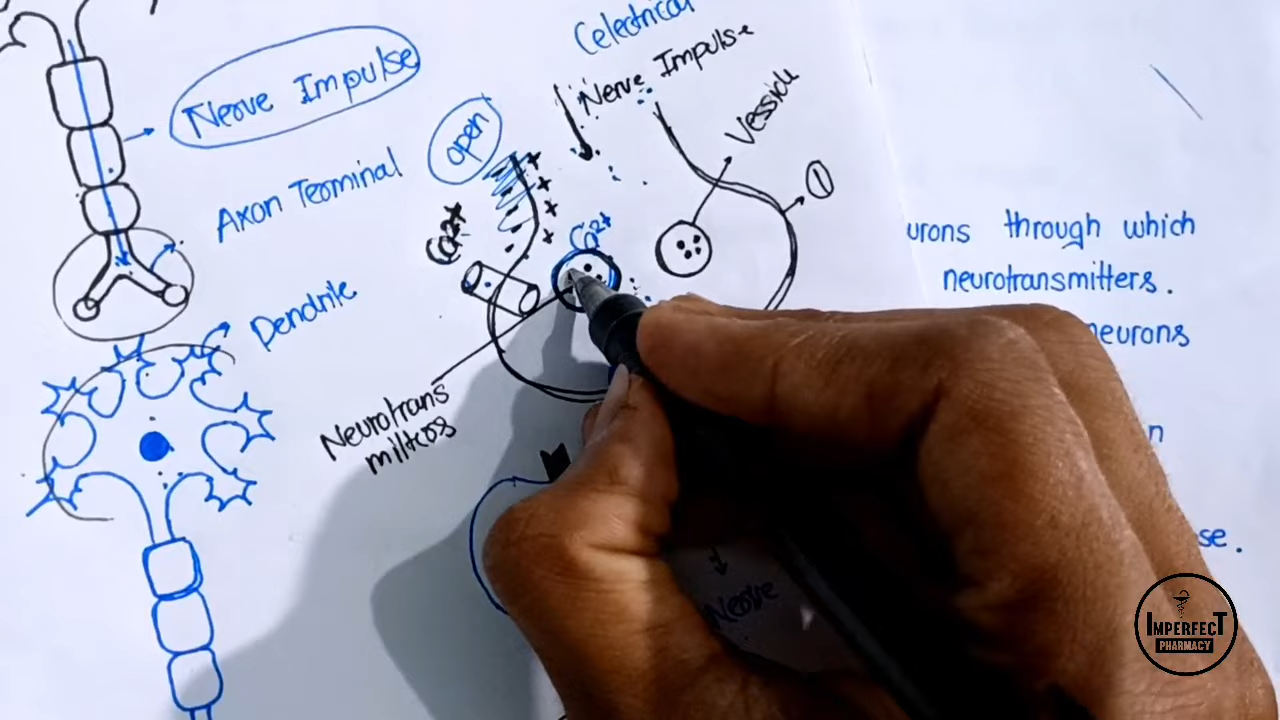 Celectrical
Nerve Impulse
Nerve Impulse
Vessicle
open
Axon Terminal
1
Ca2+
Ca2+
Dendrite
Neurotrans
urons through which
neurotransmitters.
neurons
n
se.
Nerve
IMPERFECT
PHARMACY